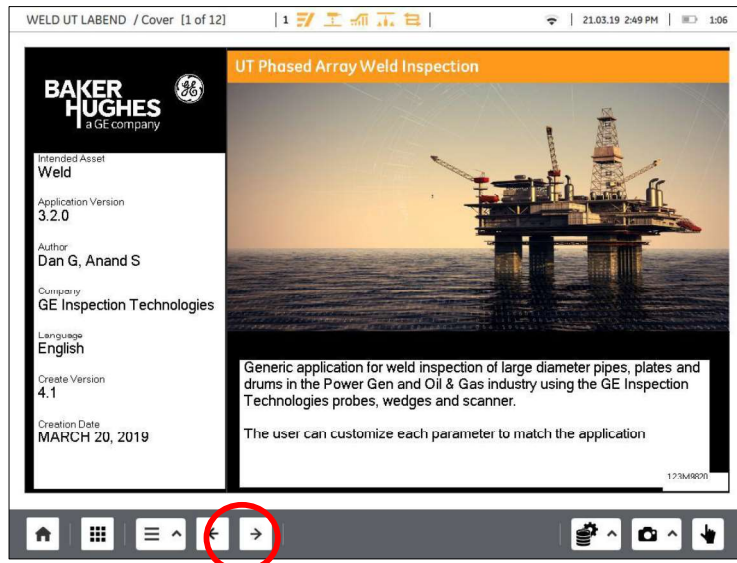 WELD UT LABEND / Cover [1 of 12]
1
21.03.19 2:49 PM
1:06
BAKER
HUGHES
a GE company
UT Phased Array Weld Inspection
Intended Asset
Weld
Application Version
3.2.0
Author
Dan G, Anand S
Company
GE Inspection Technologies
Language
English
Create Version
4.1
Creation Date
MARCH 20, 2019
Generic application for weld inspection of large diameter pipes, plates and
drums in the Power Gen and Oil & Gas industry using the GE Inspection
Technologies probes, wedges and scanner.
The user can customize each parameter to match the application
123M9820